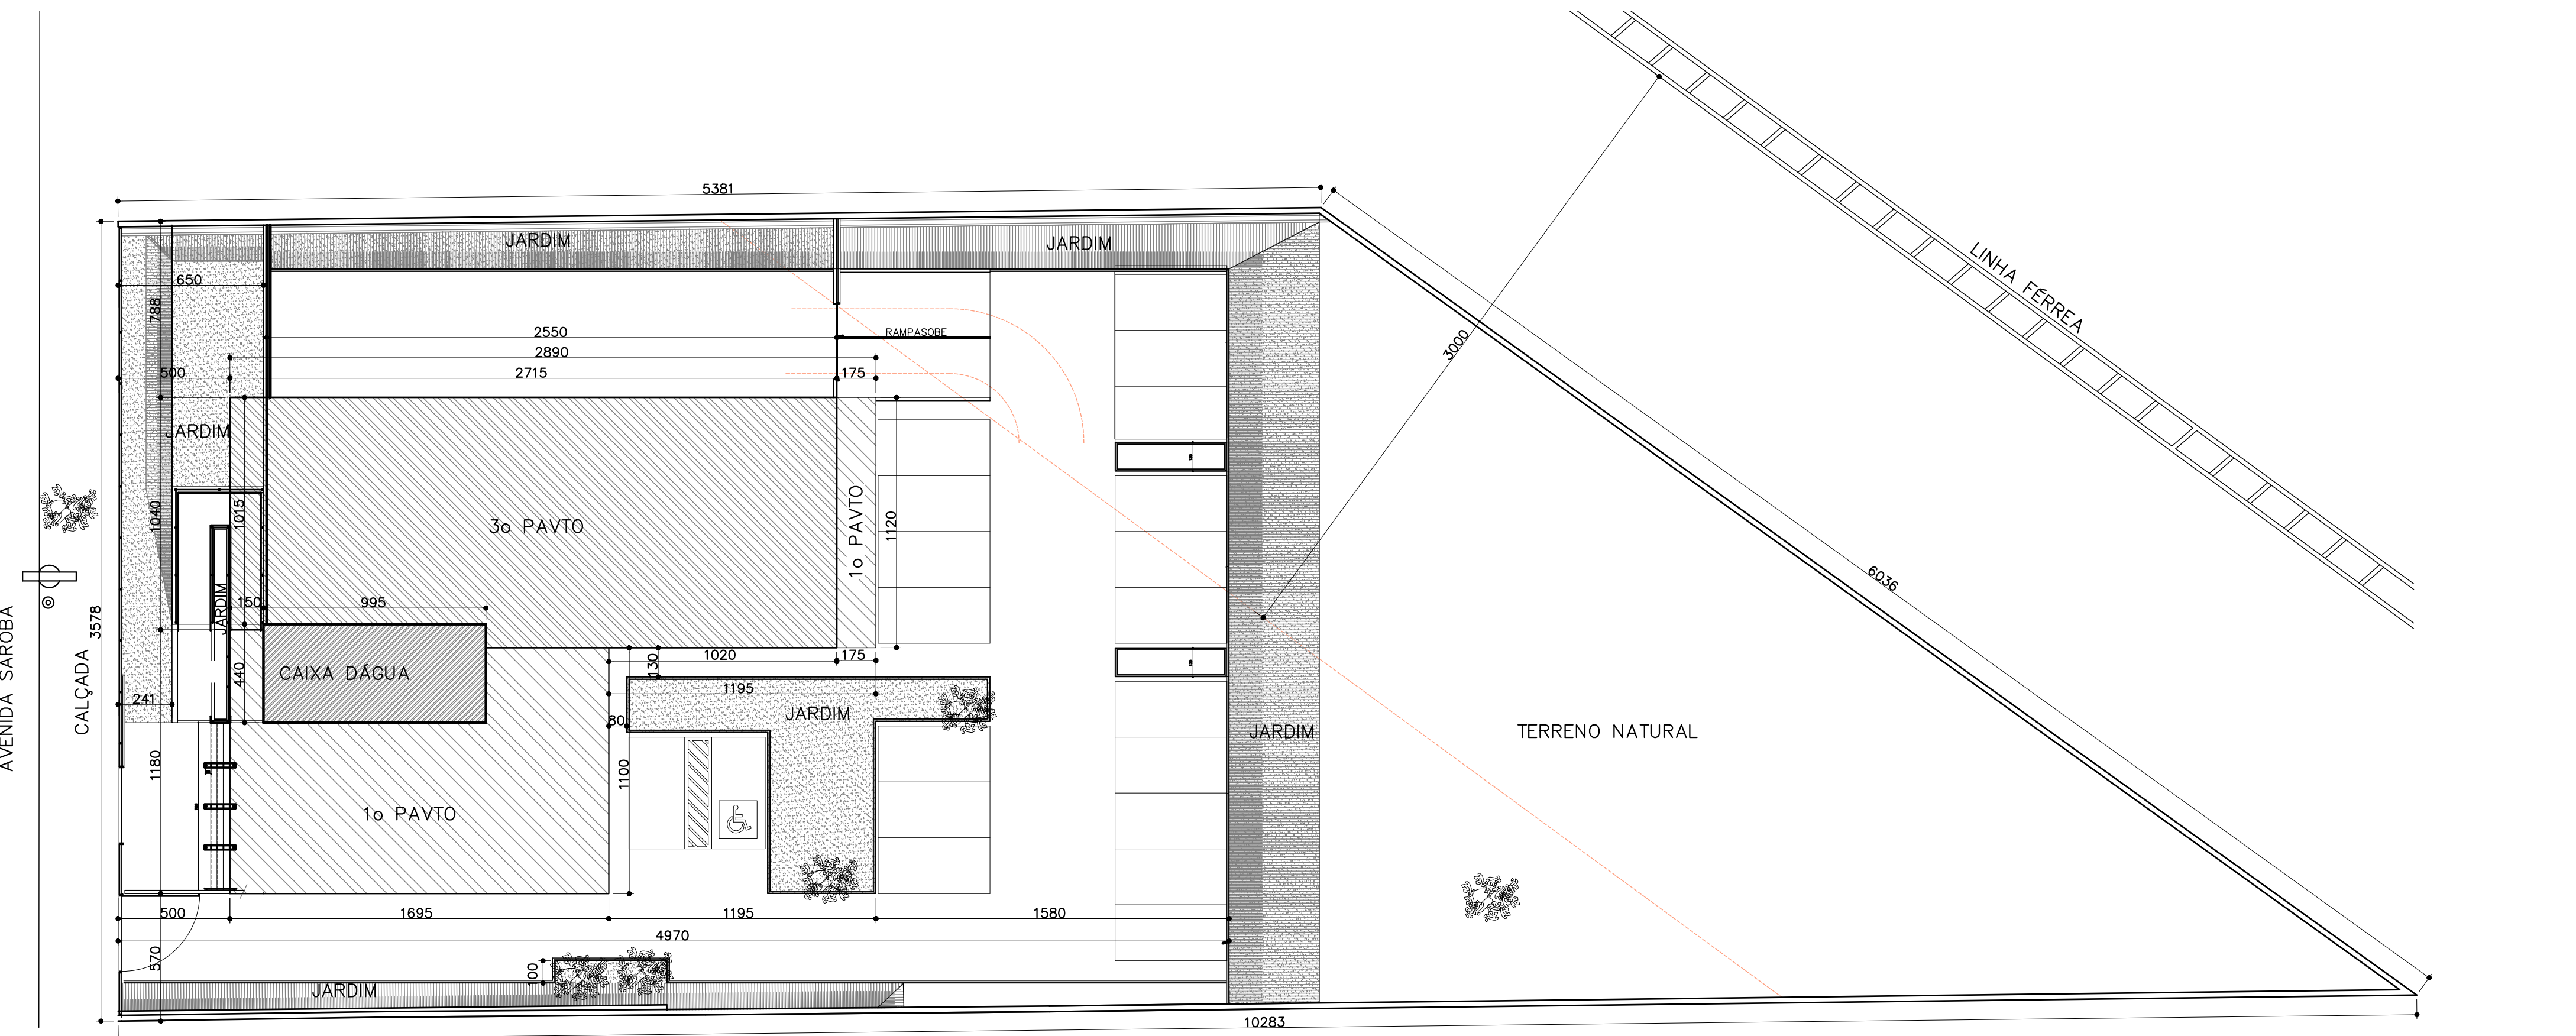 5381
JARDIM
JARDIM
LINHA FÉRREA
650
788
2550
RAMPASOBE
3000
2890
500
2715
175
JARDIM
1040
1015
3o PAVTO
1o PAVTO
1120
6036
JARDIM
150
995
AVENIDA SAROBA
CALÇADA
3578
440
CAIXA DÁGUA
130
1020
175
241
1195
80
JARDIM
JARDIM
TERRENO NATURAL
1180
1100
1o PAVTO
500
1695
1195
1580
4970
570
100
JARDIM
10283